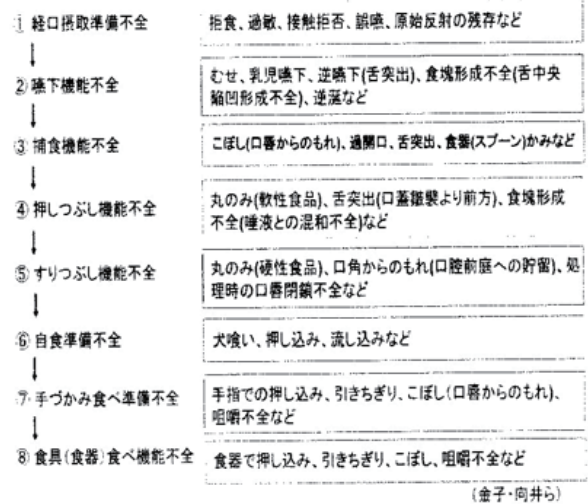 ① 経口摂取準備不全
拒食、過敏、接触拒否、誤嚥、原始反射の残存など
② 嚥下機能不全
むせ、乳児嚥下、逆嚥下(舌突出)、食塊形成不全(舌中央
陥凹形成不全)、逆涎など
③ 捕食機能不全
こぼし(口唇からのもれ)、過開口、舌突出、食器(スプーン)かみなど
④ 押しつぶし機能不全
丸のみ(軟性食品)、舌突出(口蓋皺襞より前方)、食塊形成
不全(唾液との混和不全)など
⑤ すりつぶし機能不全
丸のみ(硬性食品)、口角からのもれ(口腔前庭への貯留)、処
理時の口唇閉鎖不全など
⑥ 自食準備不全
犬喰い、押し込み、流し込みなど
⑦ 手づかみ食べ準備不全
手指での押し込み、引きちぎり、こぼし(口唇からのもれ)、
咀嚼不全など
⑧ 食具(食器)食べ機能不全
食器で押し込み、引きちぎり、こぼし、咀嚼不全など
(金子・向井ら)